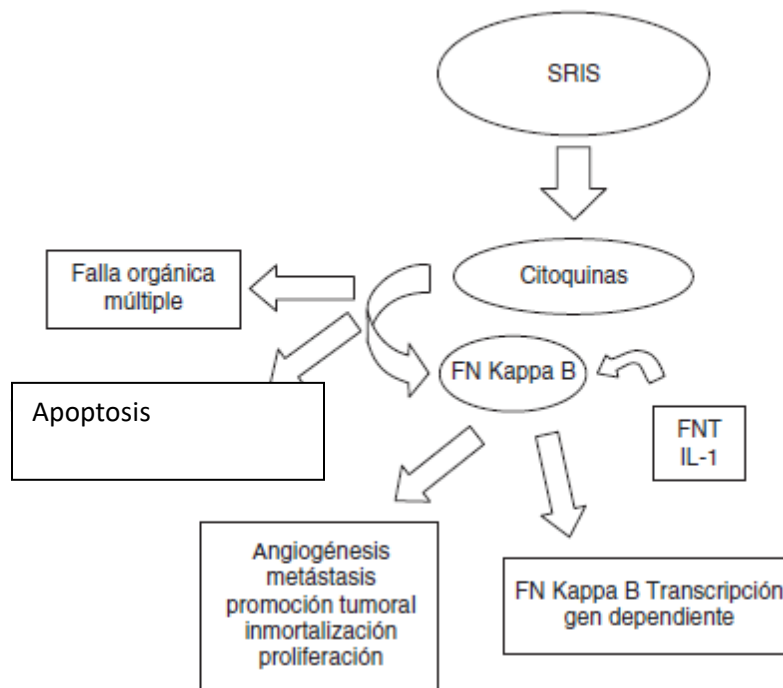 SRIS
Citoquinas
Falla orgánica
múltiple
FN Kappa B
Apoptosis
FNT
IL-1
Angiogénesis
metástasis
promoción tumoral
inmortalización
proliferación
FN Kappa B Transcripción
gen dependiente